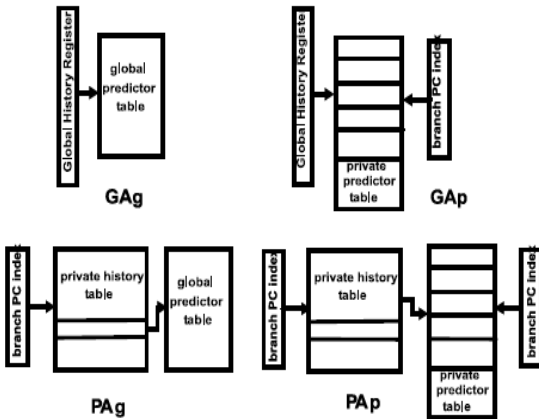 Global History Register
global
predictor
table
GAg
Global History Registe
private
predictor
table
branch PC index
GAp
branch PC index
private history
table
global
predictor
table
PAg
branch PC index
private history
table
private
predictor
table
branch PC index
PAp